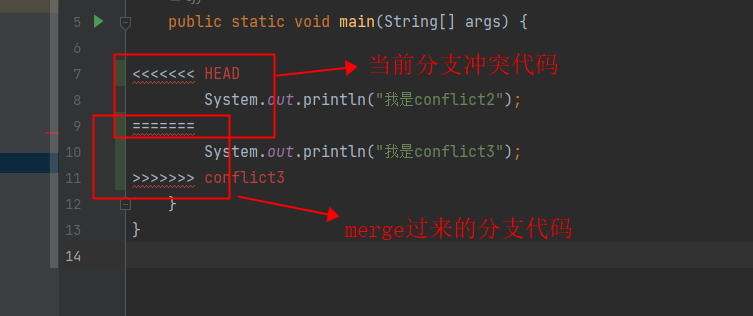 5 public static void main(String[] args) {
6
7 <<<<<<< HEAD
当前分支冲突代码
8 System.out.println("我是conflict2");
9 =======
10 System.out.println("我是conflict3");
11 >>>>>>> conflict3
12 }
merge过来的分支代码
13 }
14